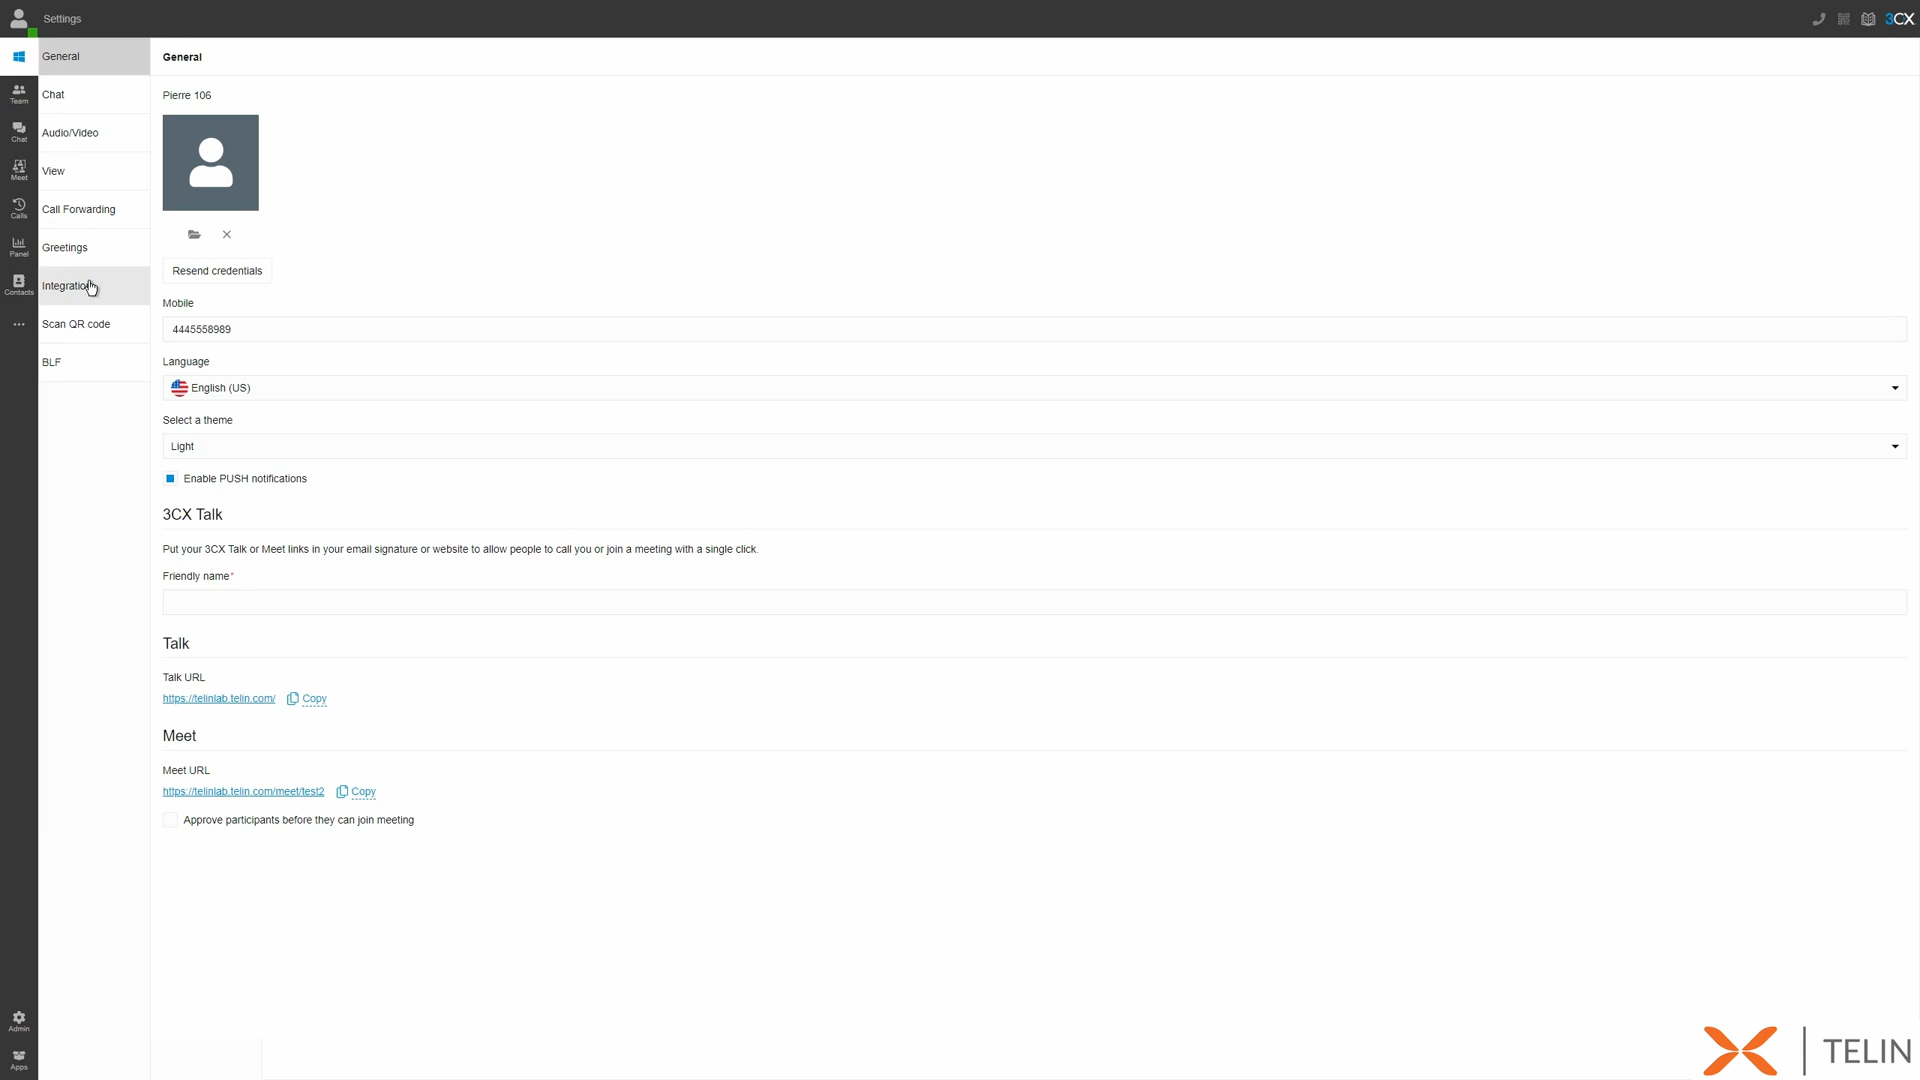 Settings
3CX
General
General
Team
Chat
Pierre 106
Chat
Audio/Video
Meet
View
Calls
Call Forwarding
Panel
Greetings
Resend credentials
Contacts
Mobile
Scan QR code
4445558989
BLF
Language
English (US)
Select a theme
Light
Enable PUSH notifications
3CX Talk
Put your 3CX Talk or Meet links in your email signature or website to allow people to call you or join a meeting with a single click.
Friendly name*
Talk
Talk URL
https://telinlab.telin.com/ Copy
Meet
Meet URL
https://telinlab.telin.com/meet/test2 Copy
Approve participants before they can join meeting
Admin
Apps
TELIN